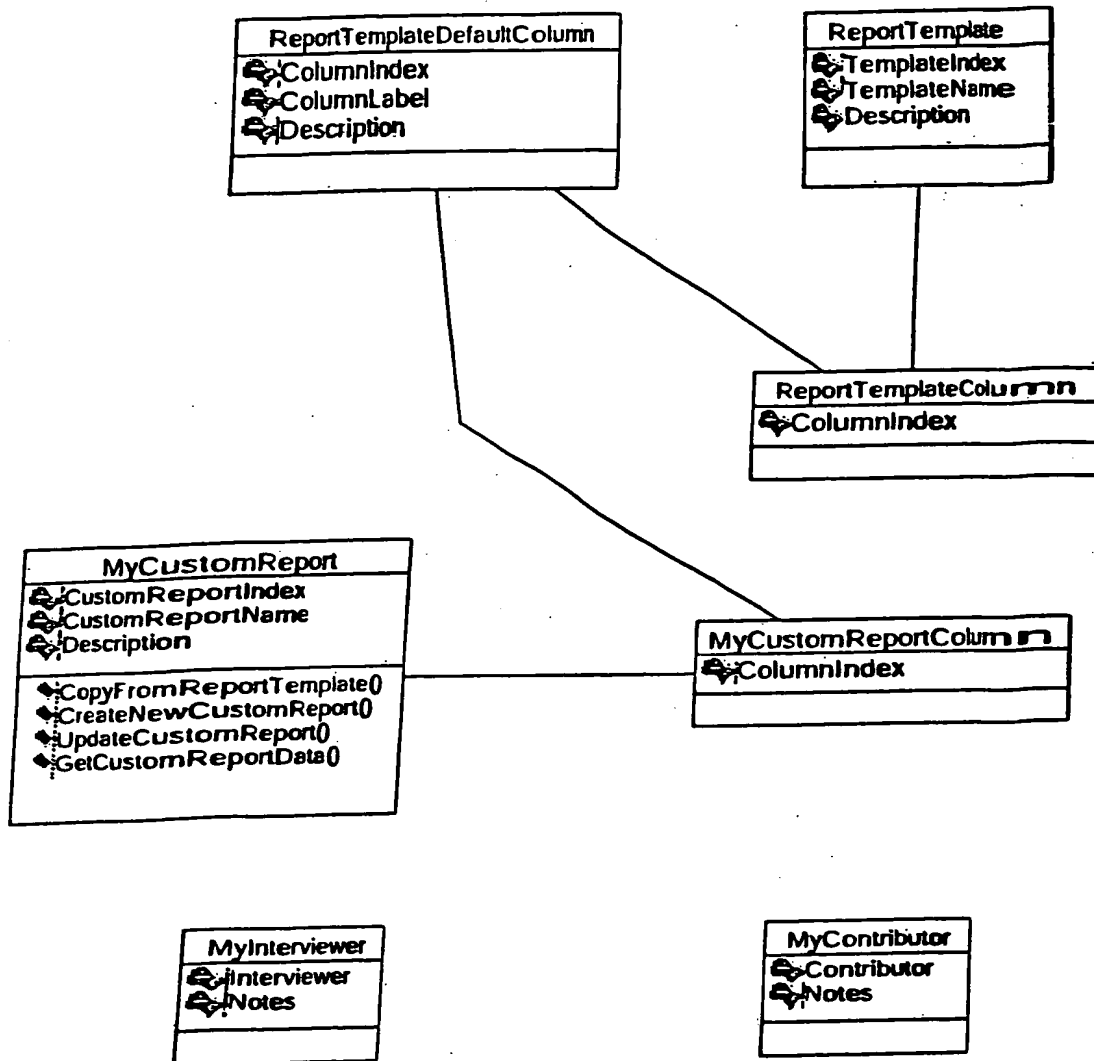 ReportTemplateDefaultColumn
ColumnIndex
ColumnLabel
Description
ReportTemplate
TemplateIndex
TemplateName
Description
ReportTemplateColumn
ColumnIndex
MyCustomReport
CustomReportIndex
CustomReportName
Description
CopyFromReportTemplate()
CreateNewCustomReport()
UpdateCustomReport()
GetCustomReportData()
MyCustomReportColumn
ColumnIndex
MyInterviewer
Interviewer
Notes
MyContributor
Contributor
Notes